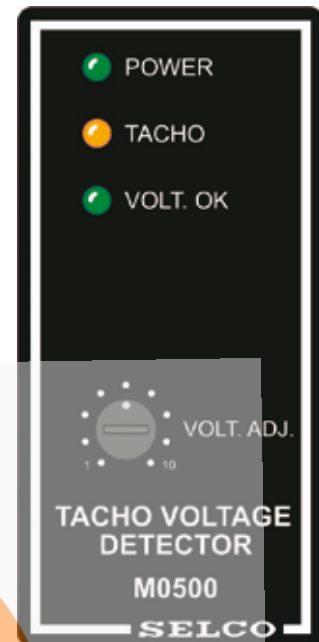 POWER
TACHO
VOLT. OK
VOLT. ADJ.
1 10
TACHO VOLTAGE
DETECTOR
M0500
SELCO